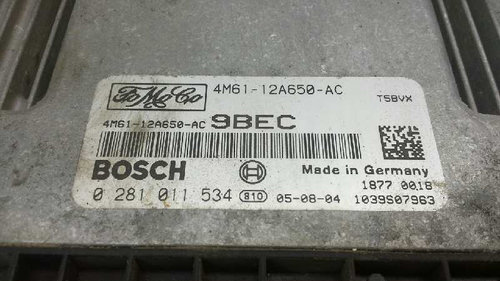 FoMoCo 4M61-12A650-AC
T5BVX
4M61-12A650-AC 9BEC
BOSCH Made in Germany
1877 0018
0 281 011 534 810 05-08-04 1039S07963